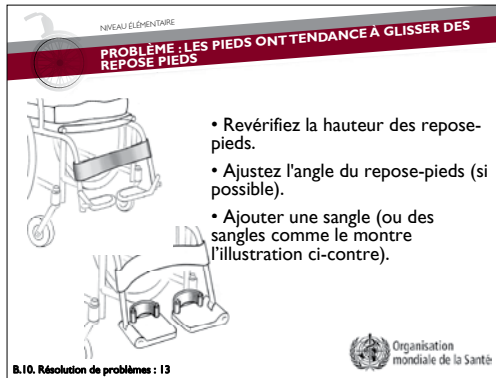 NIVEAU ÉLÉMENTAIRE
PROBLÈME : LES PIEDS ONT TENDANCE À GLISSER DES
REPOSE PIEDS
• Revérifiez la hauteur des repose-
pieds.
• Ajustez l'angle du repose-pieds (si
possible).
• Ajouter une sangle (ou des
sangles comme le montre
l'illustration ci-contre).
B.10. Résolution de problèmes : 13
Organisation
mondiale de la Santé